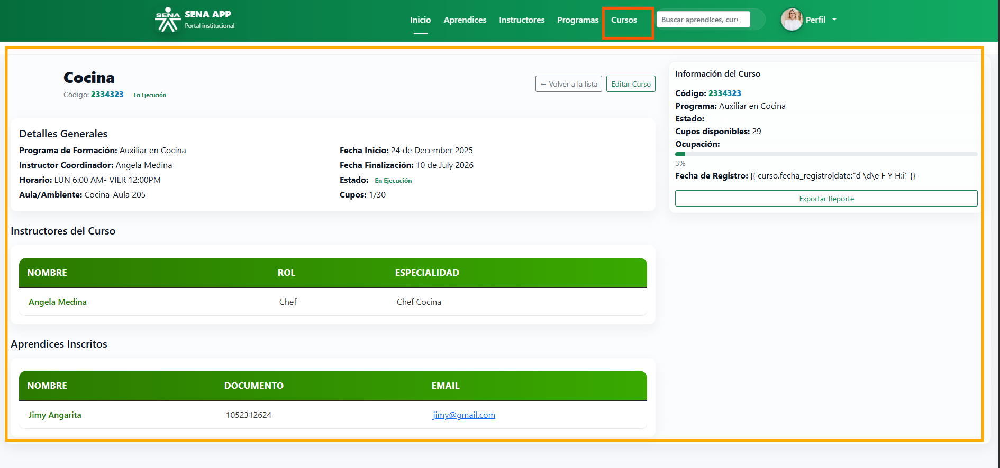 SENA
SENA APP
Portal institucional
Inicio
Aprendices
Instructores
Programas
Cursos
Buscar aprendices, curs
Perfil
Cocina
Código: 2334323
En Ejecución
← Volver a la lista
Editar Curso
Detalles Generales
Programa de Formación: Auxiliar en Cocina
Instructor Coordinador: Angela Medina
Horario: LUN 6:00 AM- VIER 12:00PM
Aula/Ambiente: Cocina-Aula 205
Fecha Inicio: 24 de December 2025
Fecha Finalización: 10 de July 2026
Estado: En Ejecución
Cupos: 1/30
Instructores del Curso
NOMBRE
ROL
ESPECIALIDAD
Angela Medina
Chef
Chef Cocina
Aprendices Inscritos
NOMBRE
DOCUMENTO
EMAIL
Jimy Angarita
1052312624
jimy@gmail.com
Información del Curso
Código: 2334323
Programa: Auxiliar en Cocina
Estado:
Cupos disponibles: 29
Ocupación:
3%
Fecha de Registro: {{ curso.fecha_registro|date:"d \d\e F Y H:i" }}
Exportar Reporte